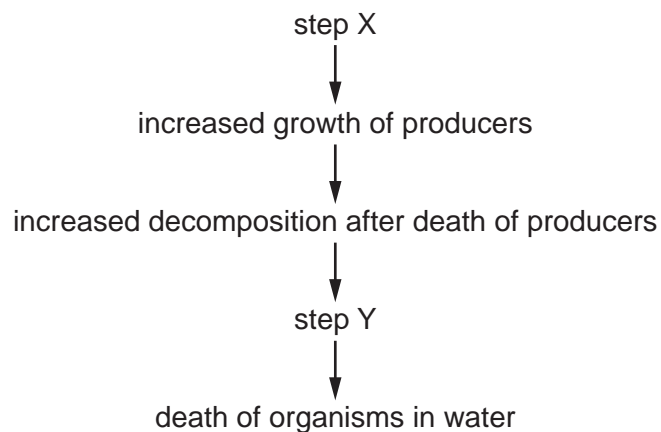 step X
increased growth of producers
increased decomposition after death of producers
step Y
death of organisms in water